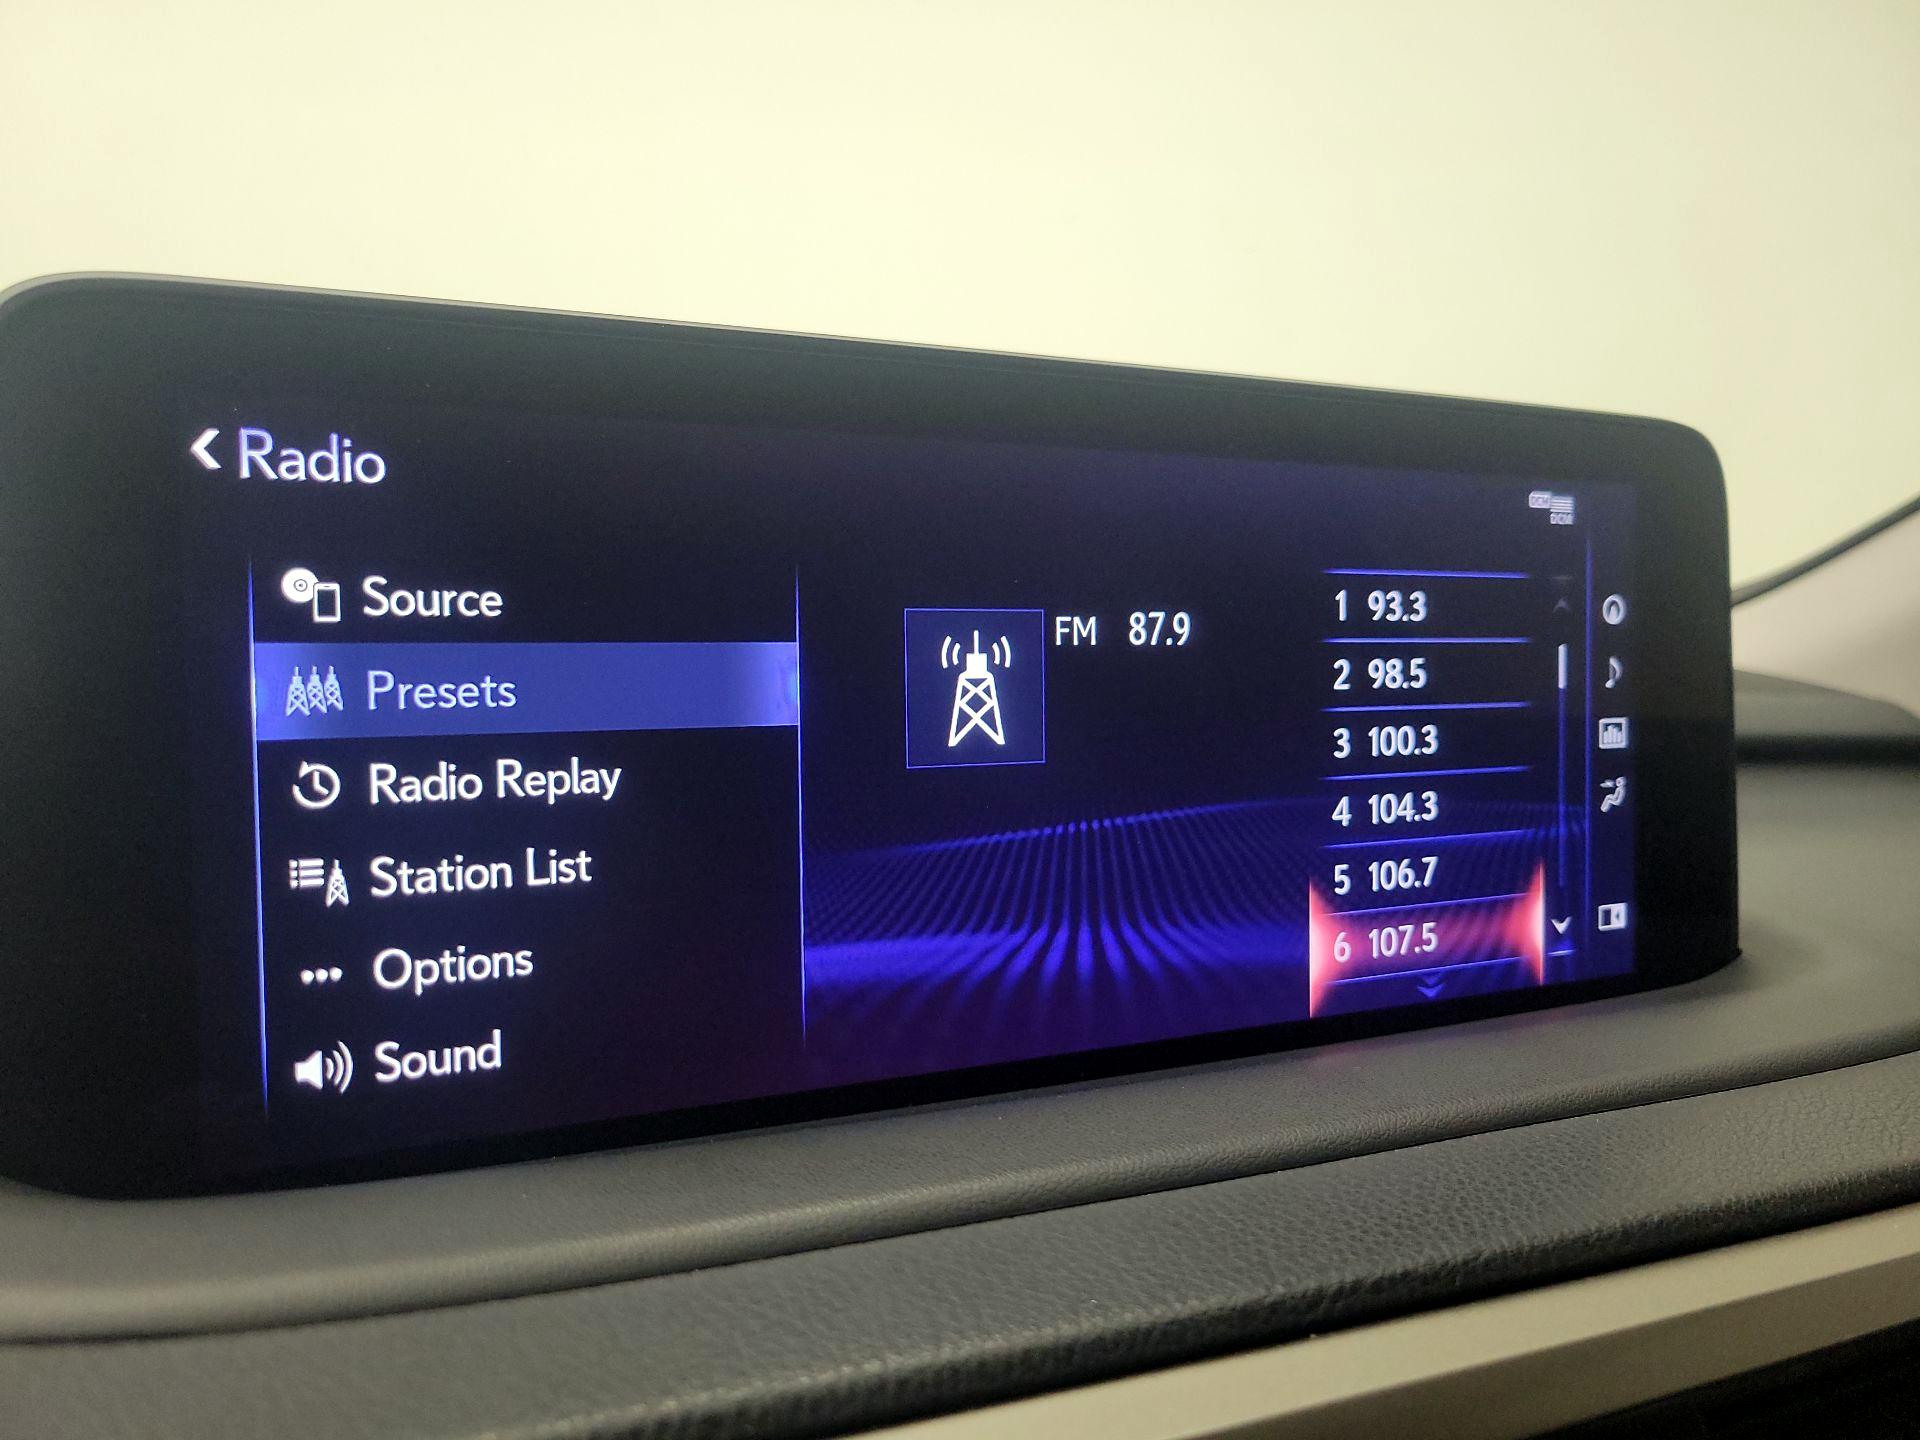 Radio
Source
Presets
Radio Replay
Station List
Options
Sound
FM 87.9
1 93.3
2 98.5
3 100.3
4 104.3
5 106.7
6 107.5
DCM